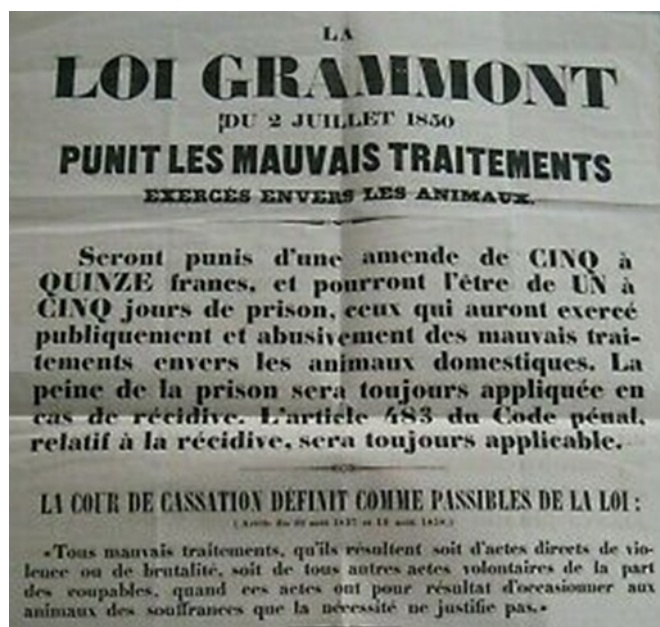 LA
LOI GRAMMONT
DU 2 JUILLET 1850
PUNIT LES MAUVAIS TRAITEMENTS
EXERCÉS ENVERS LES ANIMAUX.
Seront punis d'une amende de CINQ à
QUINZE francs, et pourront l'être de UN à
CINQ jours de prison, ceux qui auront exercé
publiquement et abusivement des mauvais trai-
tements envers les animaux domestiques. La
peine de la prison sera toujours appliquée en
cas de récidive. L'article 483 du Code pénal,
relatif à la récidive, sera toujours applicable.
LA COUR DE CASSATION DÉFINIT COMME PASSIBLES DE LA LOI :
«Tous mauvais traitements, qu'ils résultent soit d'actes directs de vio-
lence ou de brutalité, soit de tous autres actes volontaires de la part
des coupables, quand ces actes ont pour résultat d'occasionner aux
animaux des souffrances que la nécessité ne justifie pas.»